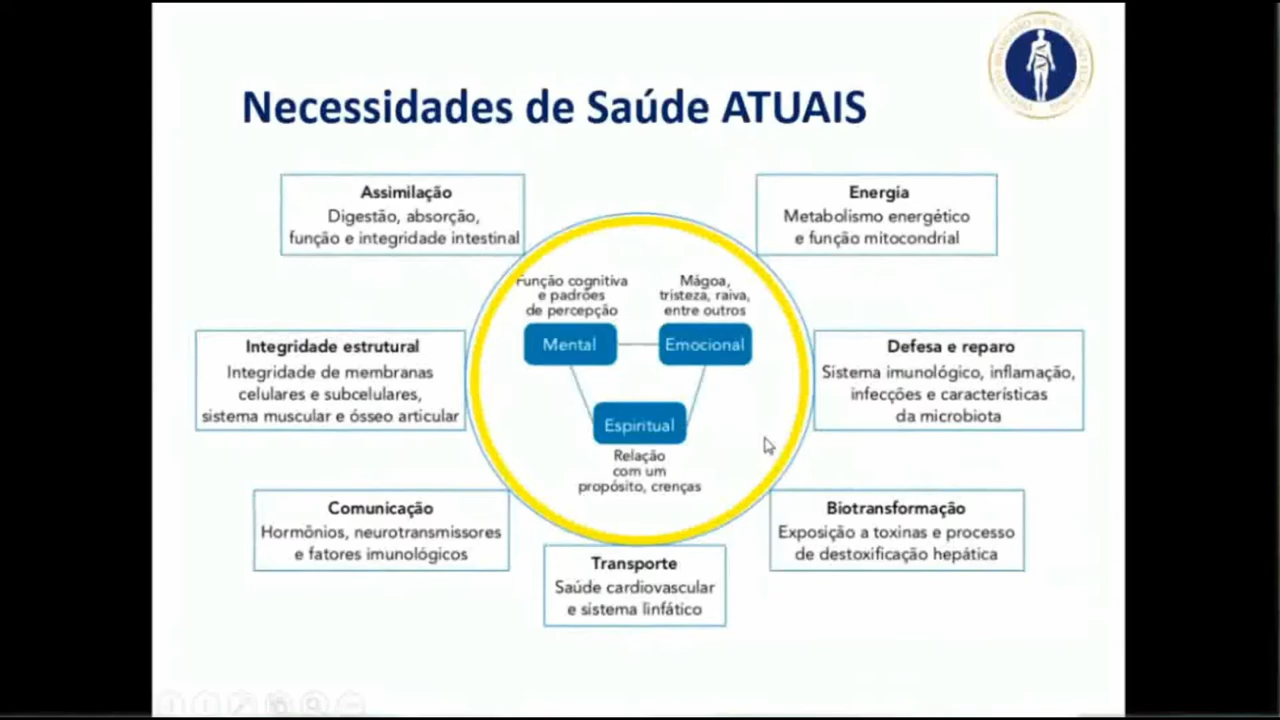 Necessidades de Saúde ATUAIS
Assimilação
Digestão, absorção,
função e integridade intestinal
Energia
Metabolismo energético
e função mitocondrial
Função cognitiva
e padrões
de percepção
Mágoa,
tristeza, raiva,
entre outros
Mental
Emocional
Integridade estrutural
Integridade de membranas
celulares e subcelulares,
sistema muscular e ósseo articular
Defesa e reparo
Sistema imunológico, inflamação,
infecções e características
da microbiota
Espiritual
Relação
com um
propósito, crenças
Comunicação
Hormônios, neurotransmissores
e fatores imunológicos
Biotransformação
Exposição a toxinas e processo
de destoxificação hepática
Transporte
Saúde cardiovascular
e sistema linfático